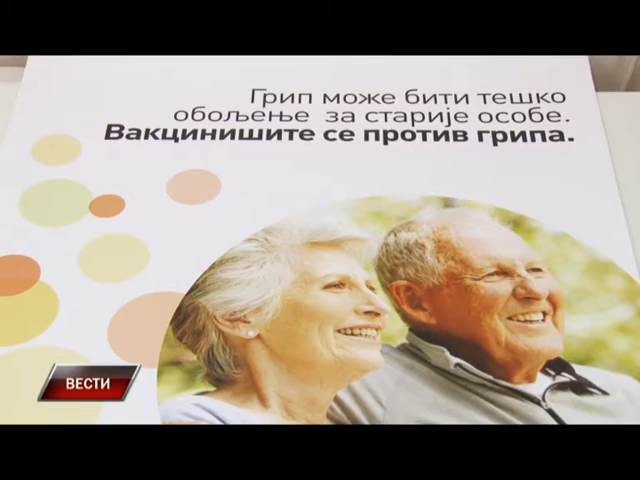 Грип може бити тешко
обољење за старије особе.
Вакцинишите се против грипа.
ВЕСТИ